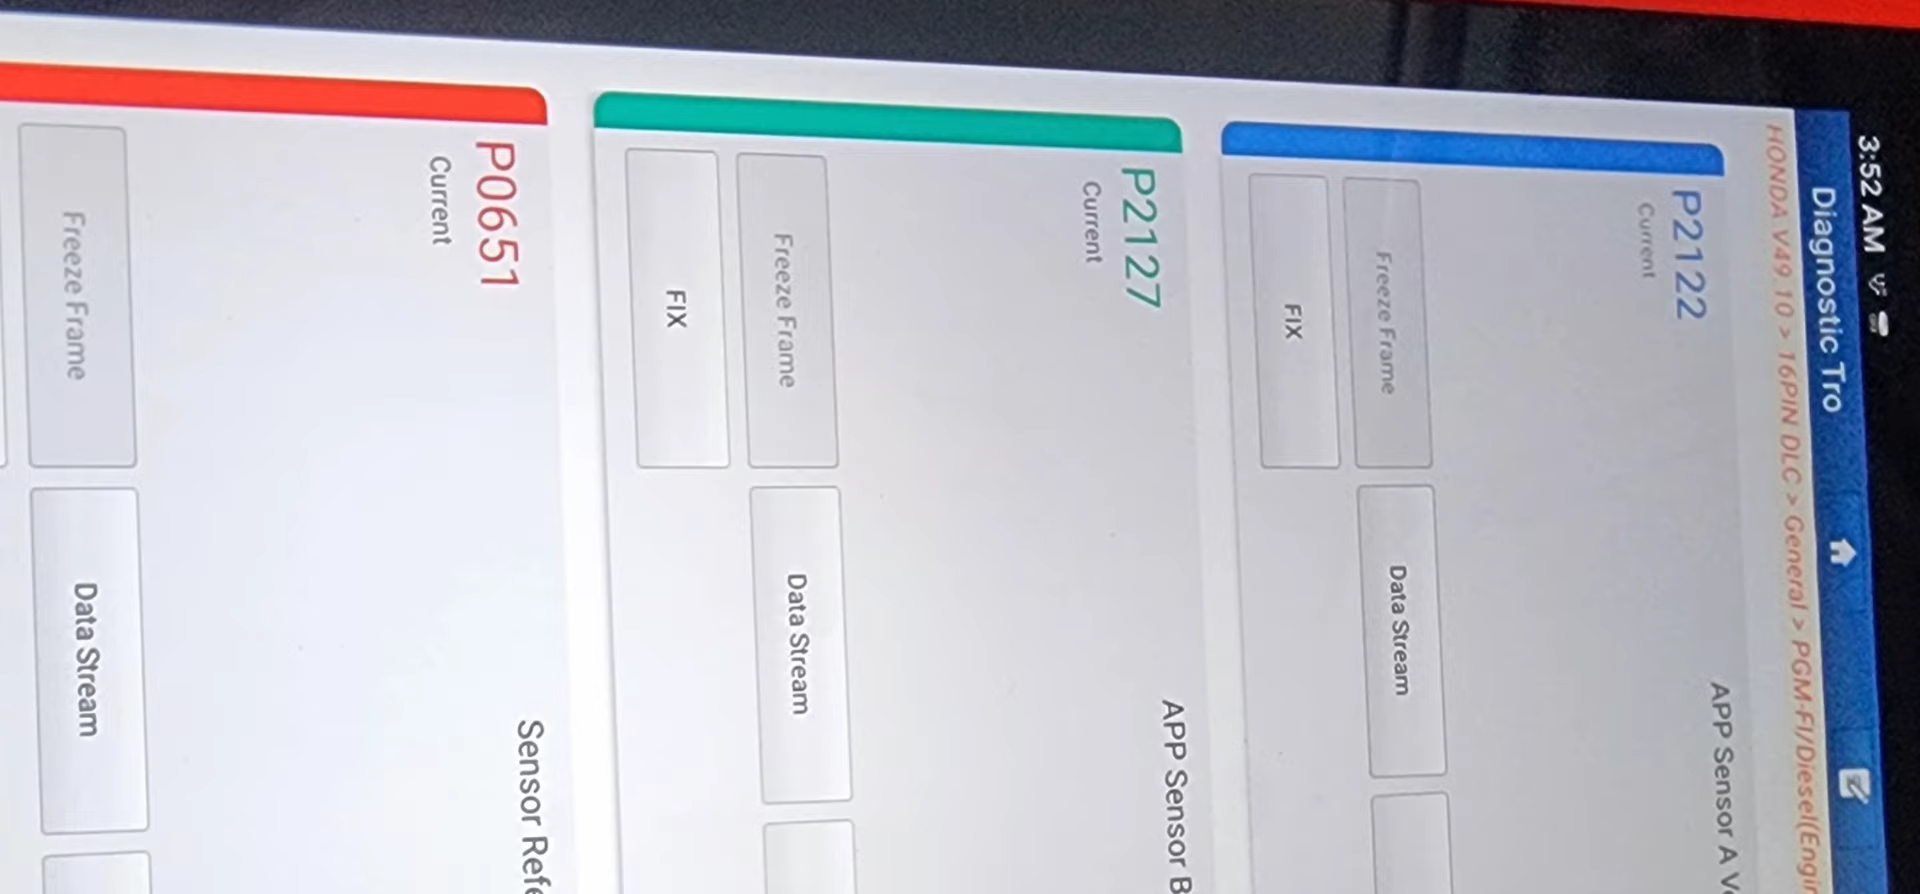 3:52 AM
Diagnostic Tro
HONDA V49.10 > 16PIN DLC > General > PGM-FI/Diesel(Engin
P2122
APP Sensor A
Current
Freeze Frame
Data Stream
FIX
P2127
APP Sensor B
Current
Freeze Frame
Data Stream
FIX
P0651
Sensor Refe
Current
Freeze Frame
Data Stream